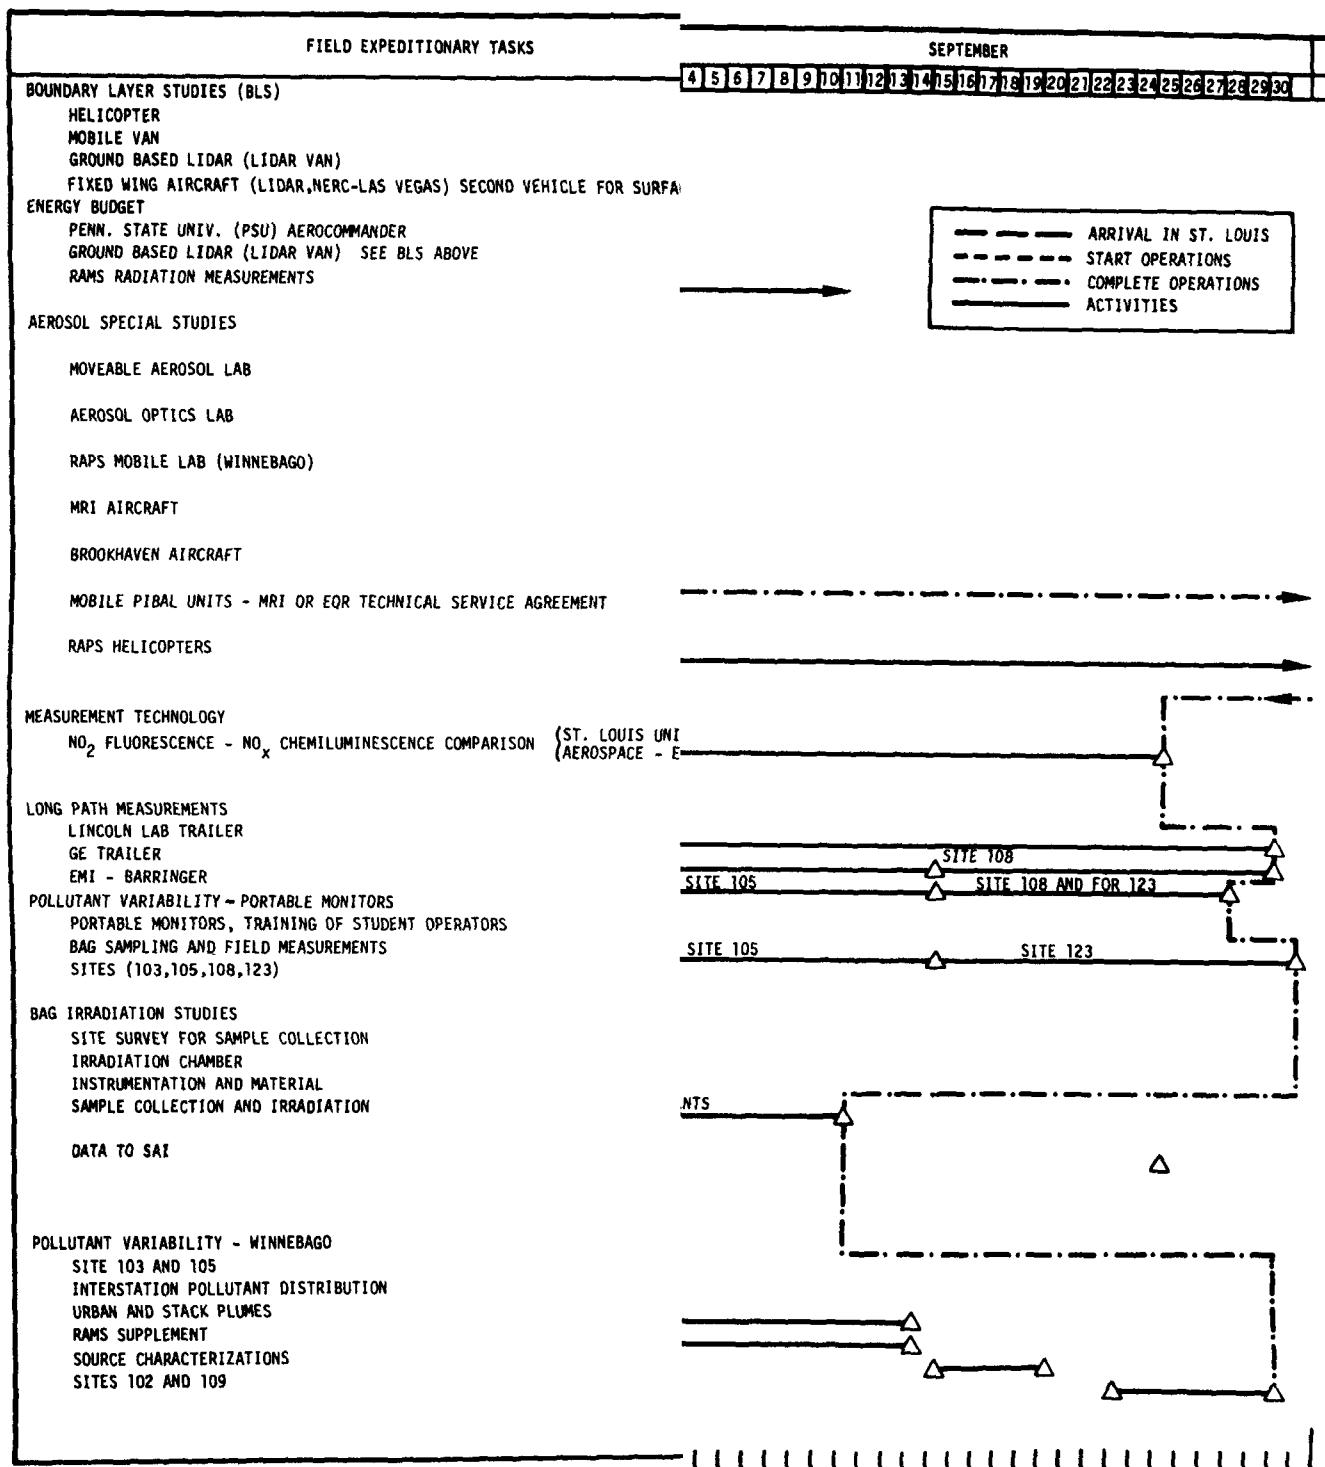 FIELD EXPEDITIONARY TASKS
SEPTEMBER
4 5 6 7 8 9 10 11 12 13 14 15 16 17 18 19 20 21 22 23 24 25 26 27 28 29 30
BOUNDARY LAYER STUDIES (BLS)
HELICOPTER
MOBILE VAN
GROUND BASED LIDAR (LIDAR VAN)
FIXED WING AIRCRAFT (LIDAR,NERC-LAS VEGAS) SECOND VEHICLE FOR SURFA
ENERGY BUDGET
PENN. STATE UNIV. (PSU) AEROCOMMANDER
GROUND BASED LIDAR (LIDAR VAN) SEE BLS ABOVE
RAMS RADIATION MEASUREMENTS
ARRIVAL IN ST. LOUIS
START OPERATIONS
COMPLETE OPERATIONS
ACTIVITIES
AEROSOL SPECIAL STUDIES
MOVEABLE AEROSOL LAB
AEROSOL OPTICS LAB
RAPS MOBILE LAB (WINNEBAGO)
MRI AIRCRAFT
BROOKHAVEN AIRCRAFT
MOBILE PIBAL UNITS - MRI OR EQR TECHNICAL SERVICE AGREEMENT
RAPS HELICOPTERS
MEASUREMENT TECHNOLOGY
NO2 FLUORESCENCE - NOx CHEMILUMINESCENCE COMPARISON (ST. LOUIS UNI
(AEROSPACE - E
LONG PATH MEASUREMENTS
LINCOLN LAB TRAILER
GE TRAILER
SITE 108
EMI - BARRINGER
SITE 105 SITE 108 AND FOR 123
POLLUTANT VARIABILITY - PORTABLE MONITORS
PORTABLE MONITORS, TRAINING OF STUDENT OPERATORS
BAG SAMPLING AND FIELD MEASUREMENTS
SITE 105 SITE 123
SITES (103,105,108,123)
BAG IRRADIATION STUDIES
SITE SURVEY FOR SAMPLE COLLECTION
IRRADIATION CHAMBER
INSTRUMENTATION AND MATERIAL
SAMPLE COLLECTION AND IRRADIATION
NTS
DATA TO SAI
POLLUTANT VARIABILITY - WINNEBAGO
SITE 103 AND 105
INTERSTATION POLLUTANT DISTRIBUTION
URBAN AND STACK PLUMES
RAMS SUPPLEMENT
SOURCE CHARACTERIZATIONS
SITES 102 AND 109